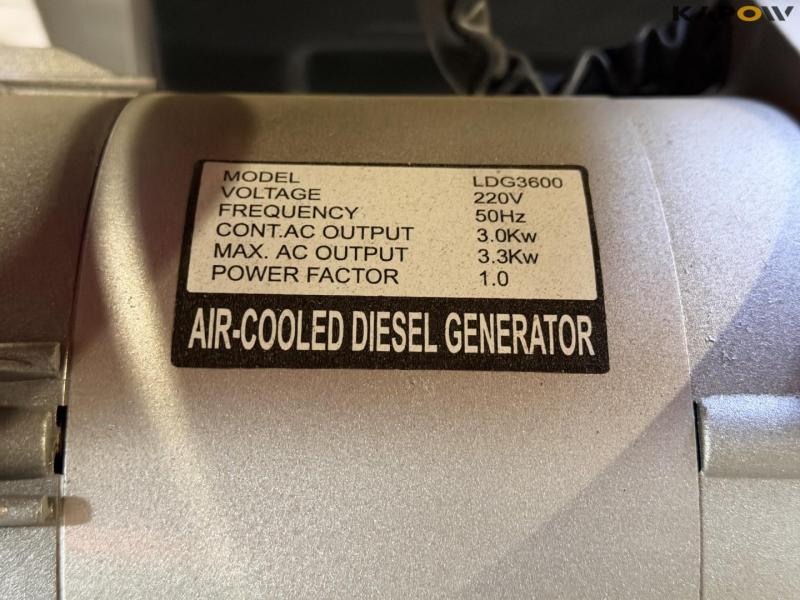 KAPOW
MODEL LDG3600
VOLTAGE 220V
FREQUENCY 50Hz
CONT.AC OUTPUT 3.0Kw
MAX. AC OUTPUT 3.3Kw
POWER FACTOR 1.0
AIR-COOLED DIESEL GENERATOR